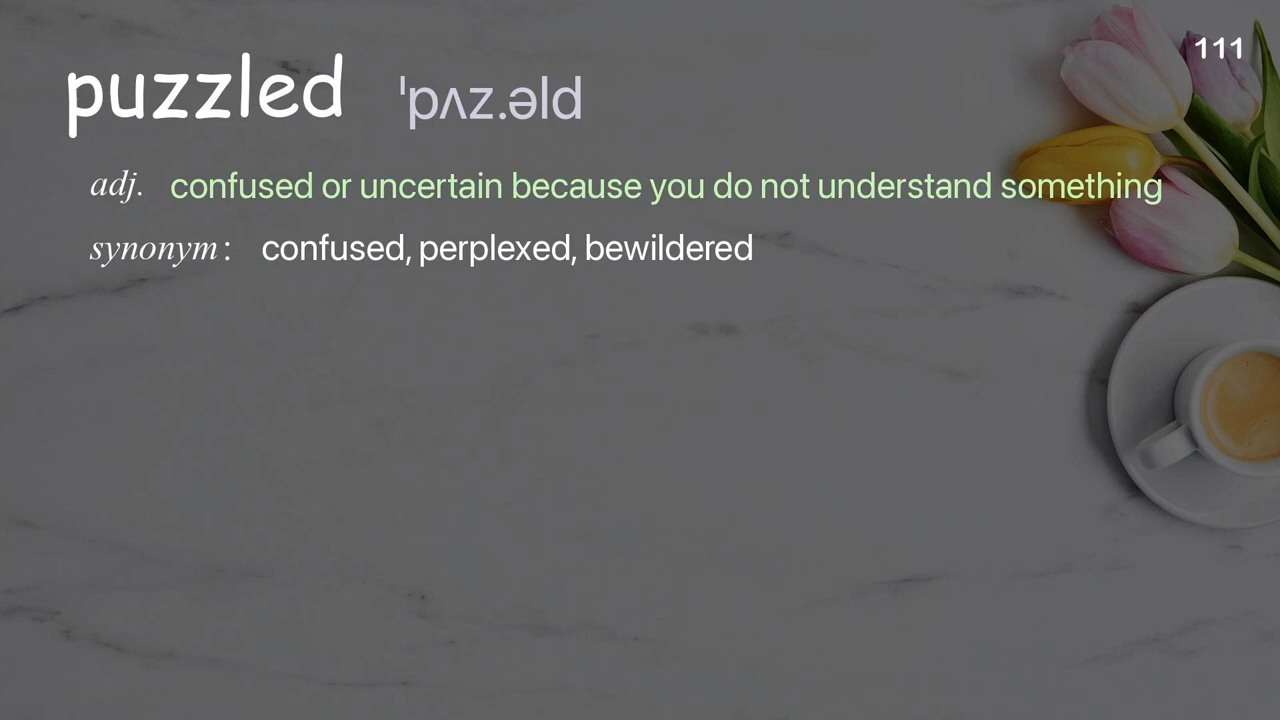 111
puzzled ˈpʌz.əld
adj. confused or uncertain because you do not understand something
synonym: confused, perplexed, bewildered